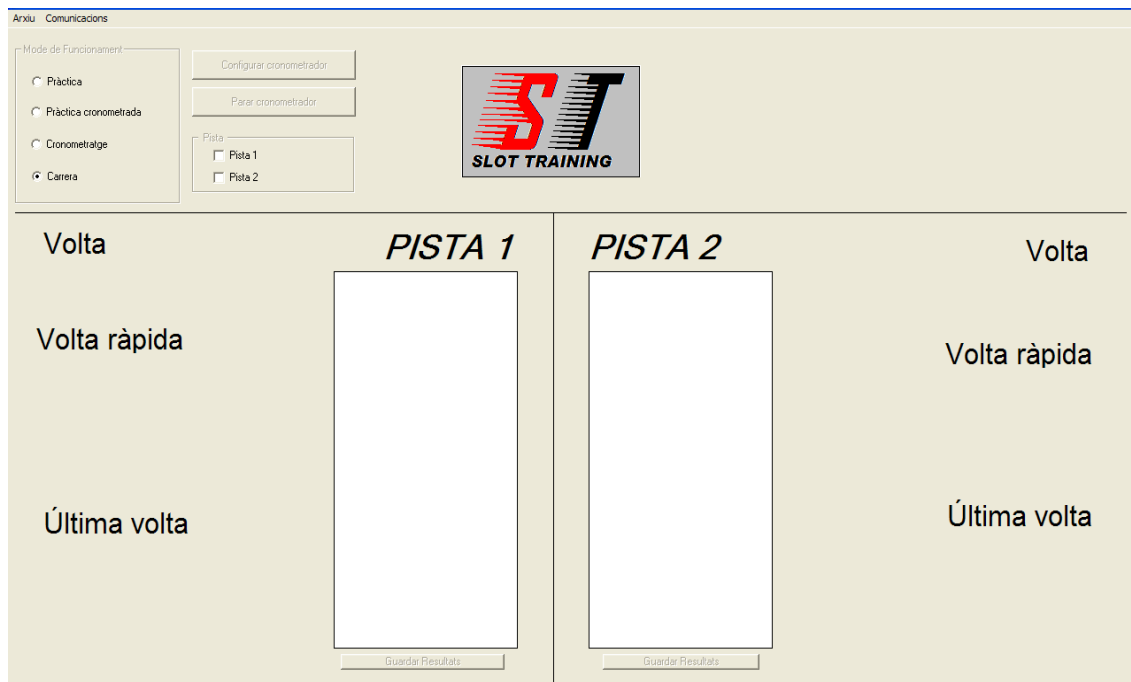 Arxiu Comunicacions
Mode de Funcionament
Pràctica
Pràctica cronometrada
Cronometratge
Carrera
Configurar cronometrador
Parar cronometrador
Pista
Pista 1
Pista 2
ST
SLOT TRAINING
Volta
PISTA 1
Volta ràpida
Última volta
Guardar Resultats
PISTA 2
Volta
Volta ràpida
Última volta
Guardar Resultats